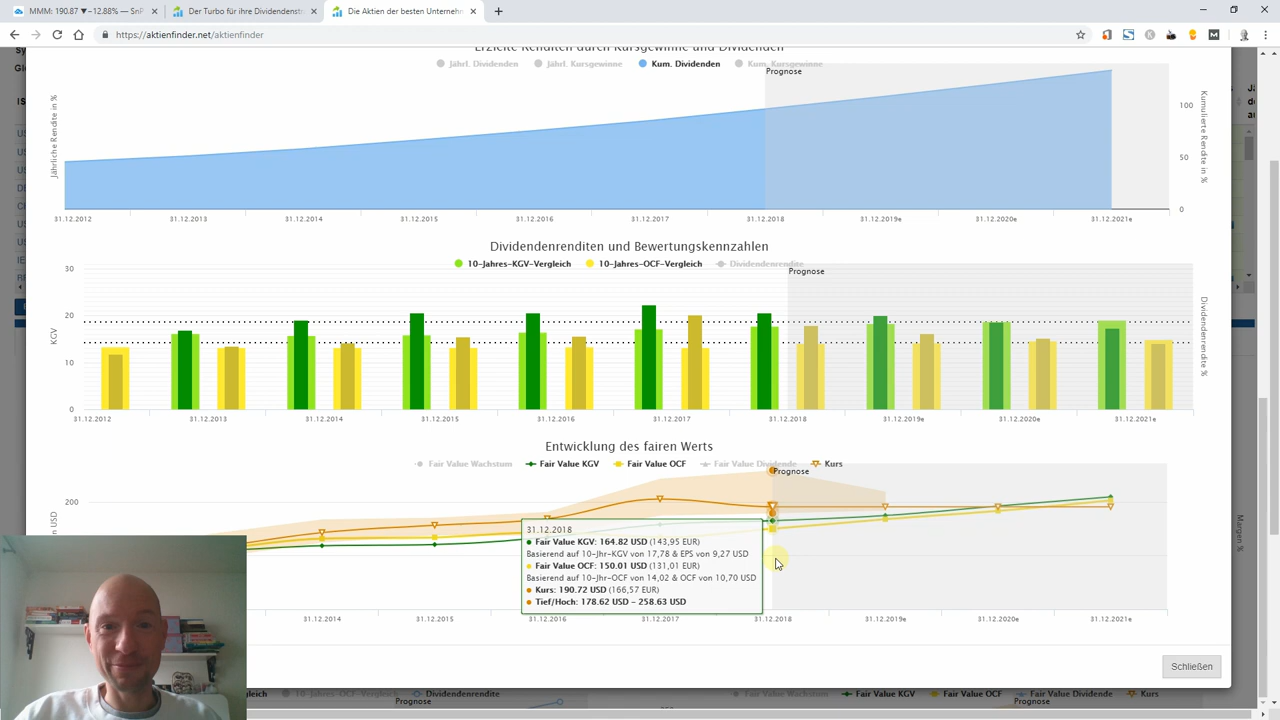 MMM: 190.87 ▼−12.88% — SnP
Der Turbo für ihre Dividendenstr
Die Aktien der besten Unternehm
https://aktienfinder.net/aktienfinder
Erzielte Renditen durch Kursgewinne und Dividenden
Jährl. Dividenden
Jährl. Kursgewinne
Kum. Dividenden
Kum. Kursgewinne
Prognose
Jährliche Rendite in %
Kumulierte Rendite in %
100
50
0
31.12.2012 31.12.2013 31.12.2014 31.12.2015 31.12.2016 31.12.2017 31.12.2018 31.12.2019e 31.12.2020e 31.12.2021e
Dividendenrenditen und Bewertungskennzahlen
10-Jahres-KGV-Vergleich
10-Jahres-OCF-Vergleich
Dividendenrendite
Prognose
KGV
Dividendenrendite %
30
20
10
0
31.12.2012 31.12.2013 31.12.2014 31.12.2015 31.12.2016 31.12.2017 31.12.2018 31.12.2019e 31.12.2020e 31.12.2021e
Entwicklung des fairen Werts
Fair Value Wachstum
Fair Value KGV
Fair Value OCF
Fair Value Dividende
Kurs
Prognose
200
in USD
Margen %
31.12.2018
Fair Value KGV: 164.82 USD (143,95 EUR)
Basierend auf 10-Jhr-KGV von 17,78 & EPS von 9,27 USD
Fair Value OCF: 150.01 USD (131,01 EUR)
Basierend auf 10-Jhr-OCF von 14,02 & OCF von 10,70 USD
Kurs: 190.72 USD (166,57 EUR)
Tief/Hoch: 178.62 USD - 258.63 USD
31.12.2014 31.12.2015 31.12.2016 31.12.2017 31.12.2018 31.12.2019e 31.12.2020e 31.12.2021e
Schließen
10-Jahres-OCF-Vergleich
Dividendenrendite
Fair Value Wachstum
Fair Value KGV
Fair Value OCF
Fair Value Dividende
Kurs
Prognose
Prognose